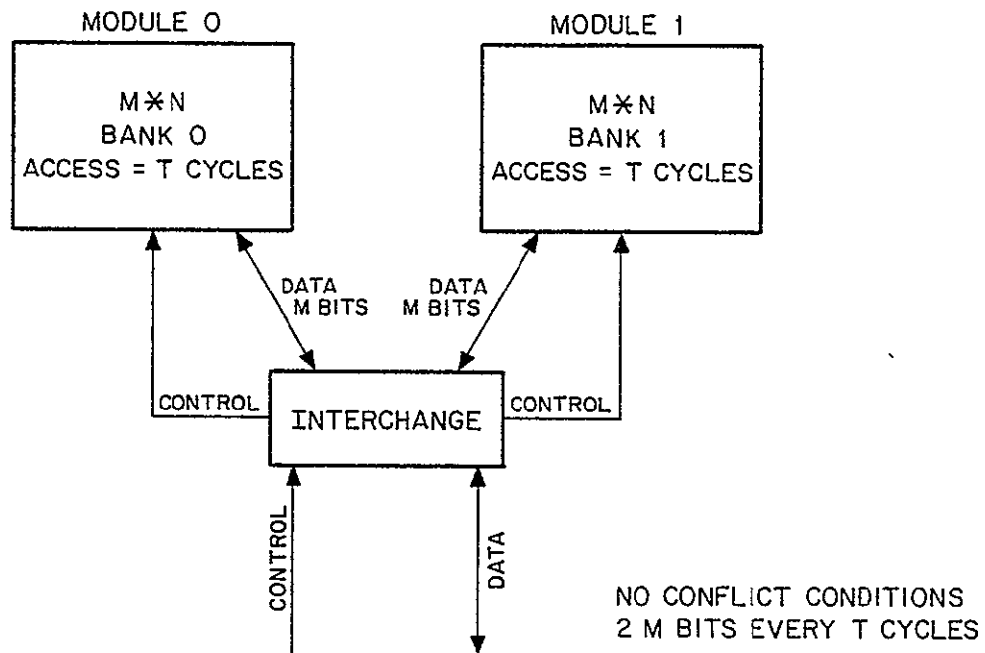 MODULE 0
MODULE 1
M*N
BANK 0
ACCESS = T CYCLES
M*N
BANK 1
ACCESS = T CYCLES
DATA
M BITS
DATA
M BITS
CONTROL
INTERCHANGE
CONTROL
CONTROL
DATA
NO CONFLICT CONDITIONS
2 M BITS EVERY T CYCLES